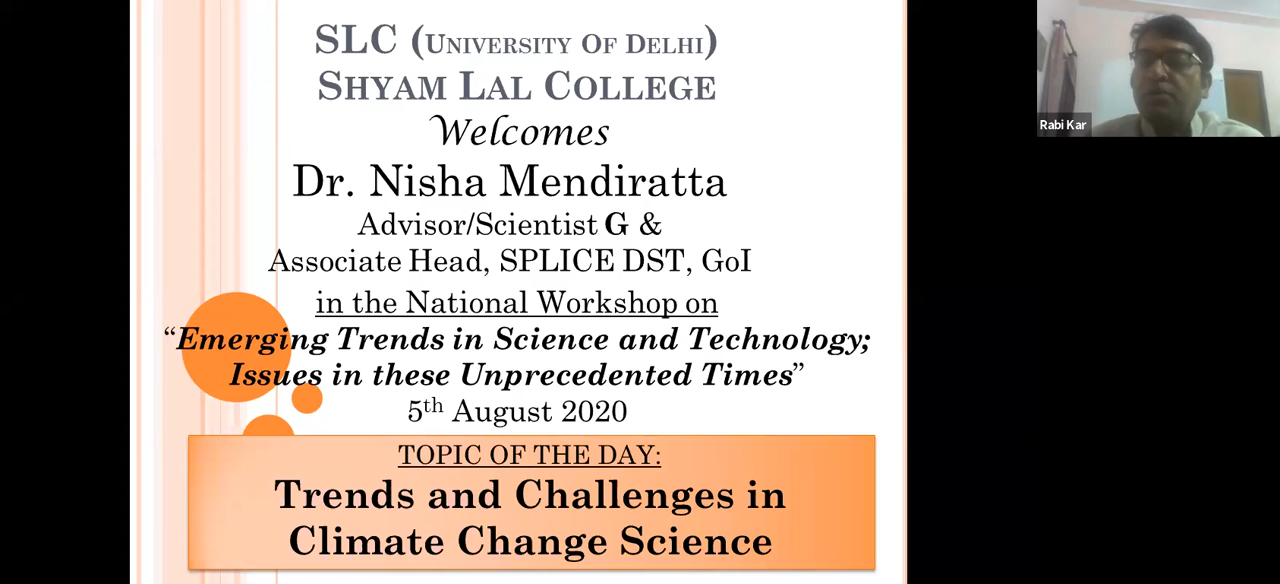 SLC (University Of Delhi)
Shyam Lal College
Welcomes
Dr. Nisha Mendiratta
Advisor/Scientist G &
Associate Head, SPLICE DST, GoI
in the National Workshop on
“Emerging Trends in Science and Technology;
Issues in these Unprecedented Times”
5th August 2020
TOPIC OF THE DAY:
Trends and Challenges in
Climate Change Science
Rabi Kar